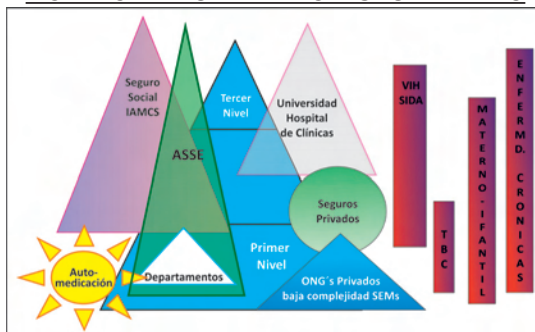 Seguro
Social
IAMCS
Tercer
Nivel
Universidad
Hospital
de Clínicas
ASSE
Seguros
Privados
Primer
Nivel
Auto-
medicación
Departamentos
ONG´s Privados
baja complejidad SEMs
VIH
SIDA
TBC
MATERNO-IFANTIL
ENFERMD. CRONICAS